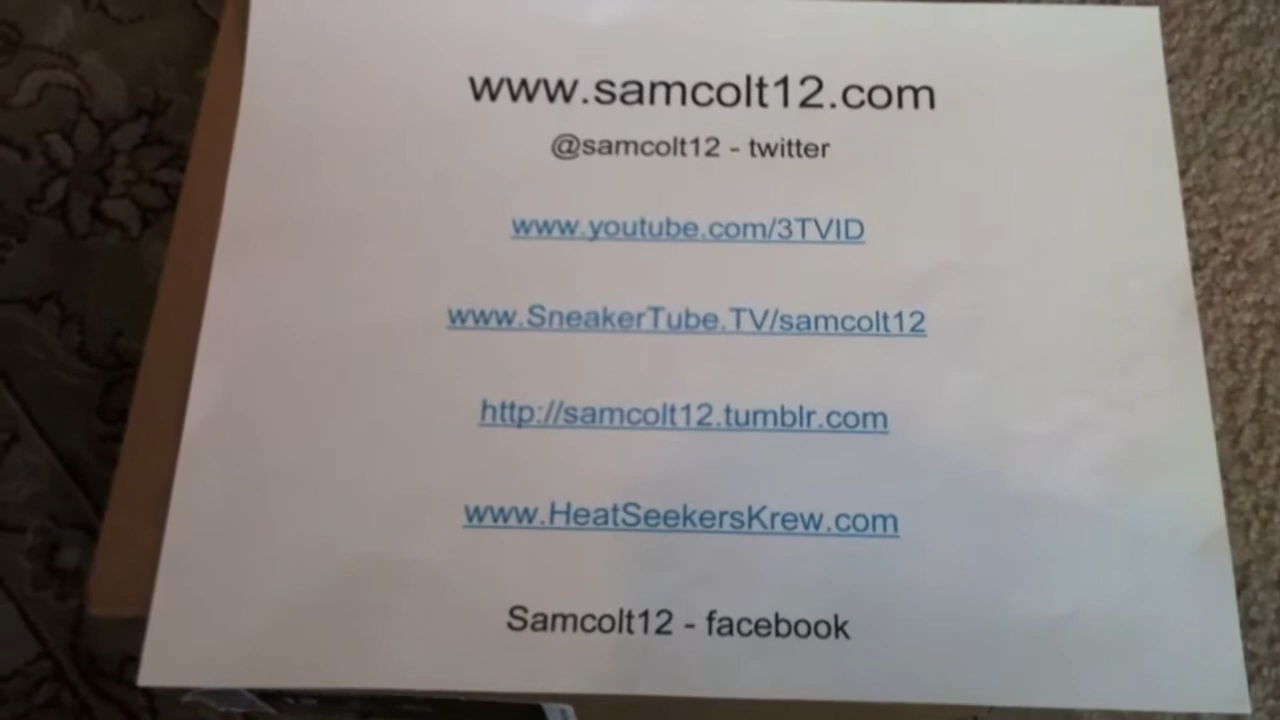 www.samcolt12.com
@samcolt12 - twitter
www.youtube.com/3TVID
www.SneakerTube.TV/samcolt12
http://samcolt12.tumblr.com
www.HeatSeekersKrew.com
Samcolt12 - facebook